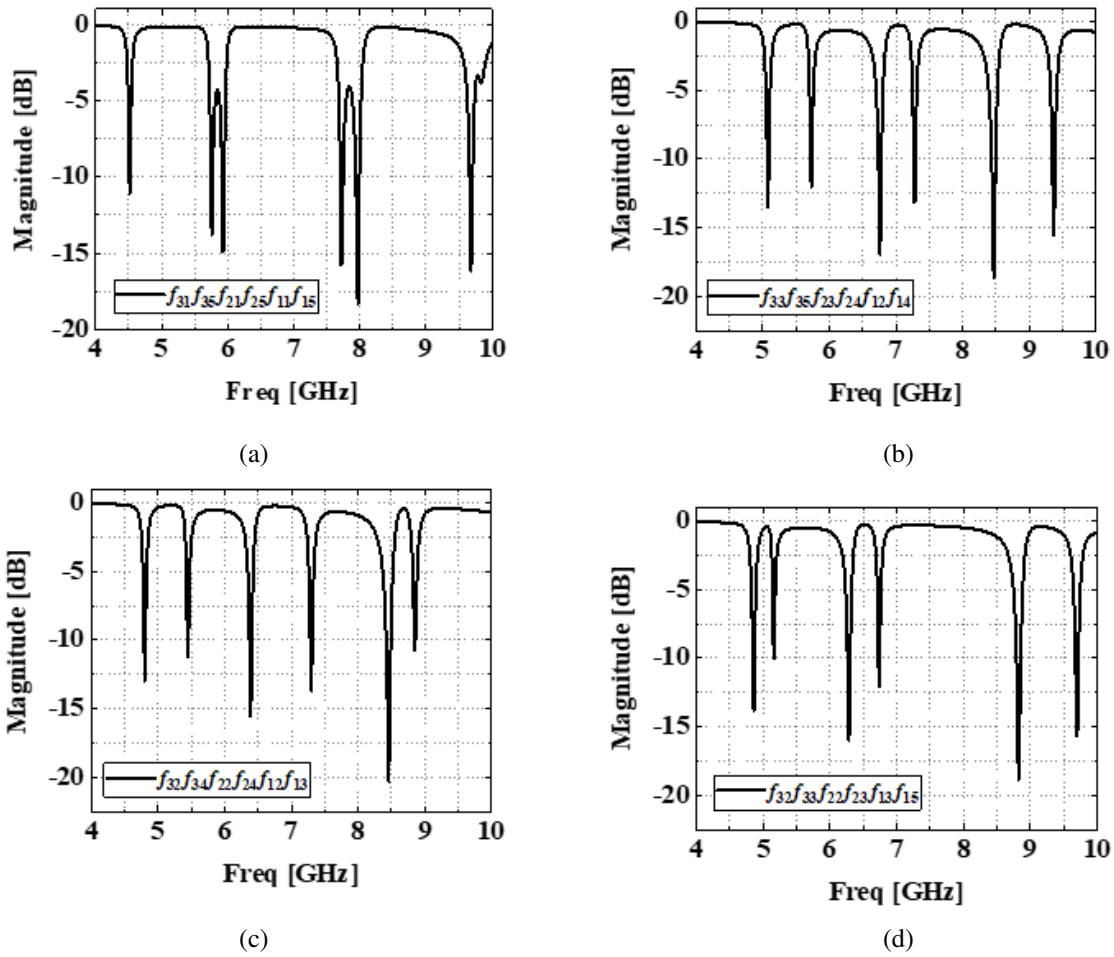 0
-5
-10
-15
-20
Magnitude [dB]
f31f35f21f25f11f15
4 5 6 7 8 9 10
Freq [GHz]
(a)
0
-5
-10
-15
-20
Magnitude [dB]
f33f35f23f24f12f14
4 5 6 7 8 9 10
Freq [GHz]
(b)
0
-5
-10
-15
-20
Magnitude [dB]
f32f34f22f24f12f13
4 5 6 7 8 9 10
Freq [GHz]
(c)
0
-5
-10
-15
-20
Magnitude [dB]
f32f33f22f23f13f15
4 5 6 7 8 9 10
Freq [GHz]
(d)